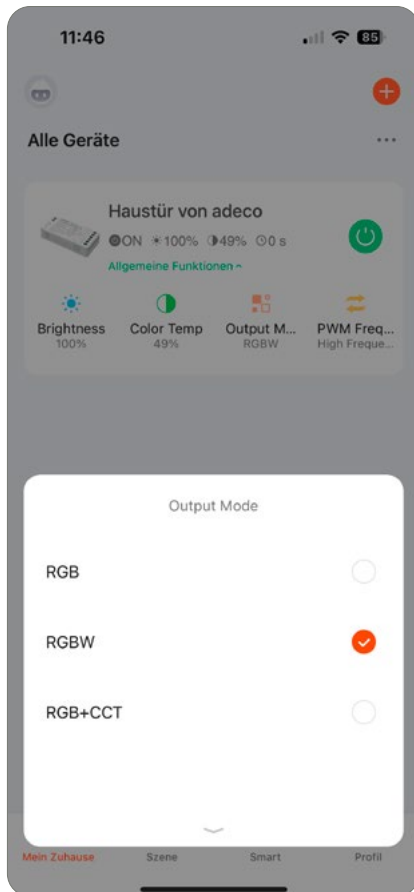 11:46
85
Alle Geräte
Haustür von adeco
ON 100% 49% 0 s
Allgemeine Funktionen
Brightness Color Temp Output M... PWM Freq...
100% 49% RGBW High Freque...
Output Mode
RGB
RGBW
RGB+CCT
Mein Zuhause Szene Smart Profil